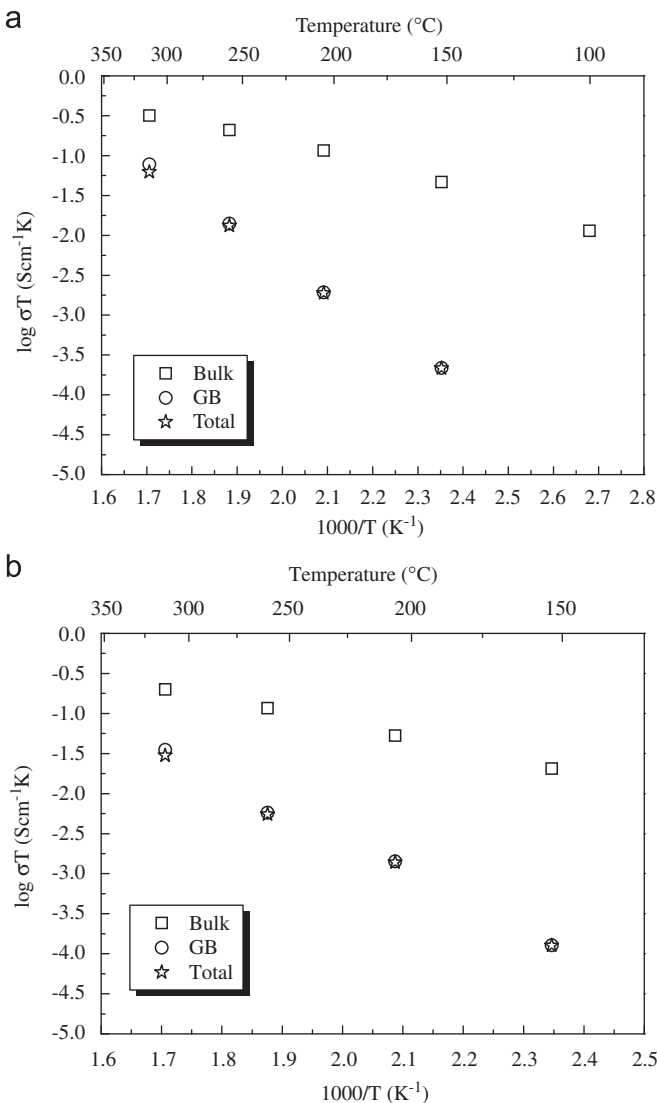 a
Temperature (°C)
350 300 250 200 150 100
0.0
-0.5
-1.0
-1.5
-2.0
-2.5
-3.0
-3.5
-4.0
-4.5
-5.0
log σT (Scm⁻¹K)
Bulk
GB
Total
1.6 1.7 1.8 1.9 2.0 2.1 2.2 2.3 2.4 2.5 2.6 2.7 2.8
1000/T (K⁻¹)
b
Temperature (°C)
350 300 250 200 150
0.0
-0.5
-1.0
-1.5
-2.0
-2.5
-3.0
-3.5
-4.0
-4.5
-5.0
log σT (Scm⁻¹K)
Bulk
GB
Total
1.6 1.7 1.8 1.9 2.0 2.1 2.2 2.3 2.4 2.5
1000/T (K⁻¹)